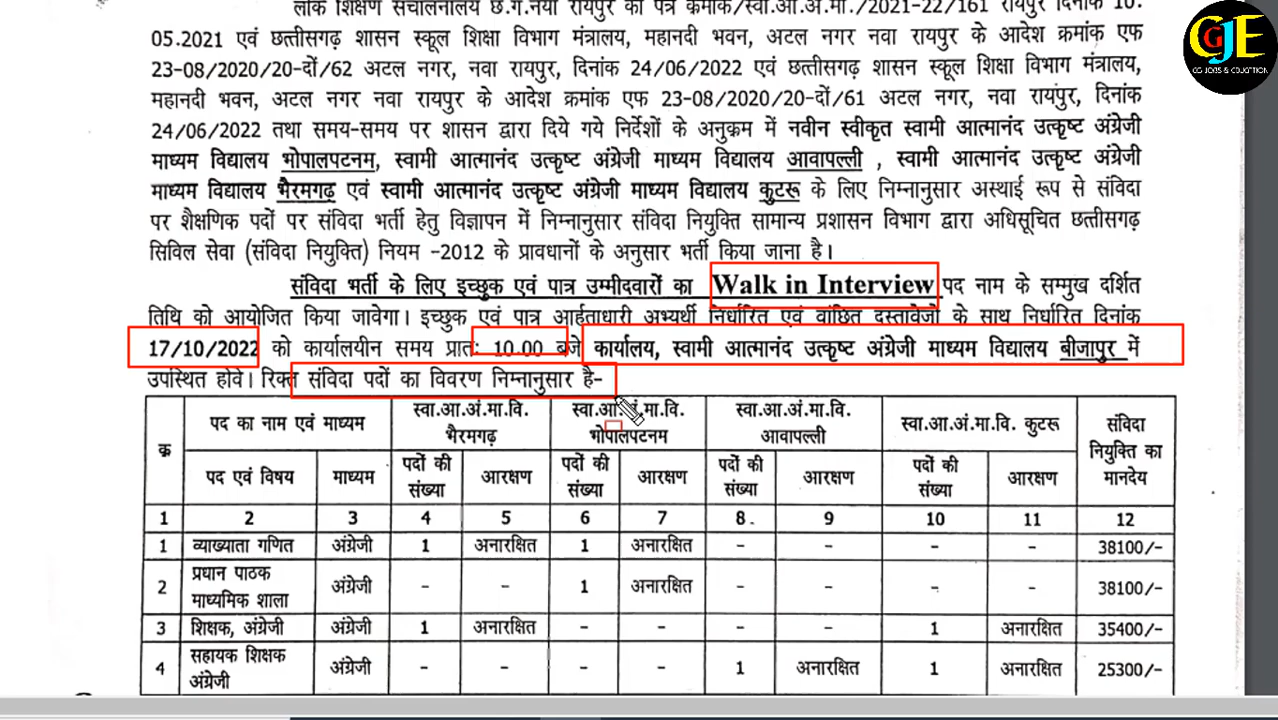 लोक शिक्षण संचालनालय छ.ग.नया रायपुर का पत्र क्रमांक/स्वा.आ.अं.मा./2021-22/161 रायपुर दिनांक 10.
05.2021 एवं छत्तीसगढ़ शासन स्कूल शिक्षा विभाग मंत्रालय, महानदी भवन, अटल नगर नवा रायपुर के आदेश क्रमांक एफ
23-08/2020/20-दों/62 अटल नगर, नवा रायपुर, दिनांक 24/06/2022 एवं छत्तीसगढ़ शासन स्कूल शिक्षा विभाग मंत्रालय,
महानदी भवन, अटल नगर नवा रायपुर के आदेश क्रमांक एफ 23-08/2020/20-दों/61 अटल नगर, नवा रायपुर, दिनांक
24/06/2022 तथा समय-समय पर शासन द्वारा दिये गये निर्देशों के अनुक्रम में नवीन स्वीकृत स्वामी आत्मानंद उत्कृष्ट अंग्रेजी
माध्यम विद्यालय भोपालपटनम, स्वामी आत्मानंद उत्कृष्ट अंग्रेजी माध्यम विद्यालय आवापल्ली , स्वामी आत्मानंद उत्कृष्ट अंग्रेजी
माध्यम विद्यालय भैरमगढ़ एवं स्वामी आत्मानंद उत्कृष्ट अंग्रेजी माध्यम विद्यालय कुटरू के लिए निम्नानुसार अस्थाई रूप से संविदा
पर शैक्षणिक पदों पर संविदा भर्ती हेतु विज्ञापन में निम्नानुसार संविदा नियुक्ति सामान्य प्रशासन विभाग द्वारा अधिसूचित छत्तीसगढ़
सिविल सेवा (संविदा नियुक्ति) नियम -2012 के प्रावधानों के अनुसार भर्ती किया जाना है।
संविदा भर्ती के लिए इच्छुक एवं पात्र उम्मीदवारों का Walk in Interview पद नाम के सम्मुख दर्शित
तिथि को आयोजित किया जावेगा। इच्छुक एवं पात्र आर्हताधारी अभ्यर्थी निर्धारित एवं वांछित दस्तावेजो के साथ निर्धारित दिनांक
17/10/2022 को कार्यालयीन समय प्रातः 10.00 बजे कार्यालय, स्वामी आत्मानंद उत्कृष्ट अंग्रेजी माध्यम विद्यालय बीजापुर में
उपस्थित होवे। रिक्त संविदा पदों का विवरण निम्नानुसार है-
क्र पद का नाम एवं माध्यम स्वा.आ.अं.मा.वि. भैरमगढ़ स्वा.आ.अं.मा.वि. भोपालपटनम स्वा.आ.अं.मा.वि. आवापल्ली स्वा.आ.अं.मा.वि. कुटरू संविदा नियुक्ति का मानदेय
पद एवं विषय माध्यम पदों की संख्या आरक्षण पदों की संख्या आरक्षण पदों की संख्या आरक्षण पदों की संख्या आरक्षण
1 2 3 4 5 6 7 8 9 10 11 12
1 व्याख्याता गणित अंग्रेजी 1 अनारक्षित 1 अनारक्षित - - - - 38100/-
2 प्रधान पाठक माध्यमिक शाला अंग्रेजी - - 1 अनारक्षित - - - - 38100/-
3 शिक्षक, अंग्रेजी अंग्रेजी 1 अनारक्षित - - - - 1 अनारक्षित 35400/-
4 सहायक शिक्षक अंग्रेजी अंग्रेजी - - - - 1 अनारक्षित 1 अनारक्षित 25300/-
CGJE
CG JOBS & EDUCATION